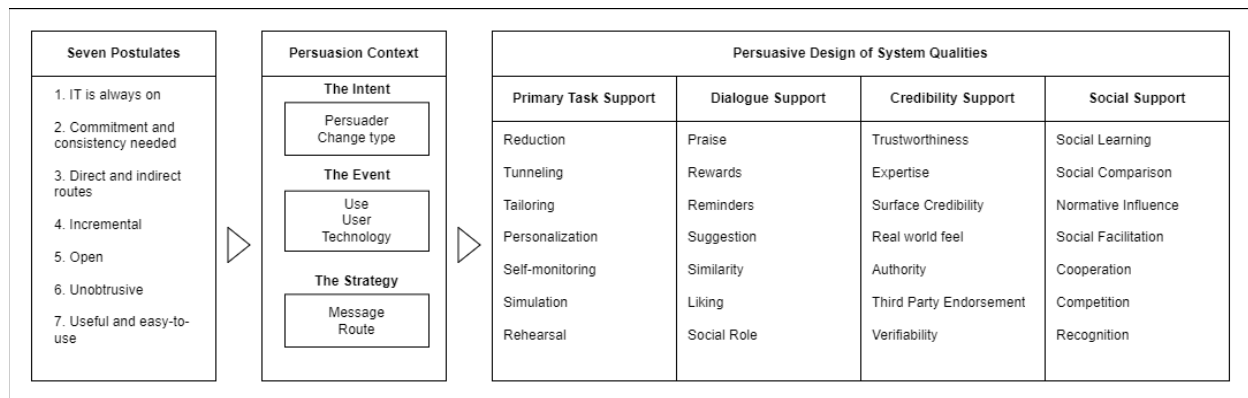 Seven Postulates
1. IT is always on
2. Commitment and
consistency needed
3. Direct and indirect
routes
4. Incremental
5. Open
6. Unobtrusive
7. Useful and easy-to-
use
Persuasion Context
The Intent
Persuader
Change type
The Event
Use
User
Technology
The Strategy
Message
Route
Persuasive Design of System Qualities
Primary Task Support
Reduction
Tunneling
Tailoring
Personalization
Self-monitoring
Simulation
Rehearsal
Dialogue Support
Praise
Rewards
Reminders
Suggestion
Similarity
Liking
Social Role
Credibility Support
Trustworthiness
Expertise
Surface Credibility
Real world feel
Authority
Third Party Endorsement
Verifiability
Social Support
Social Learning
Social Comparison
Normative Influence
Social Facilitation
Cooperation
Competition
Recognition